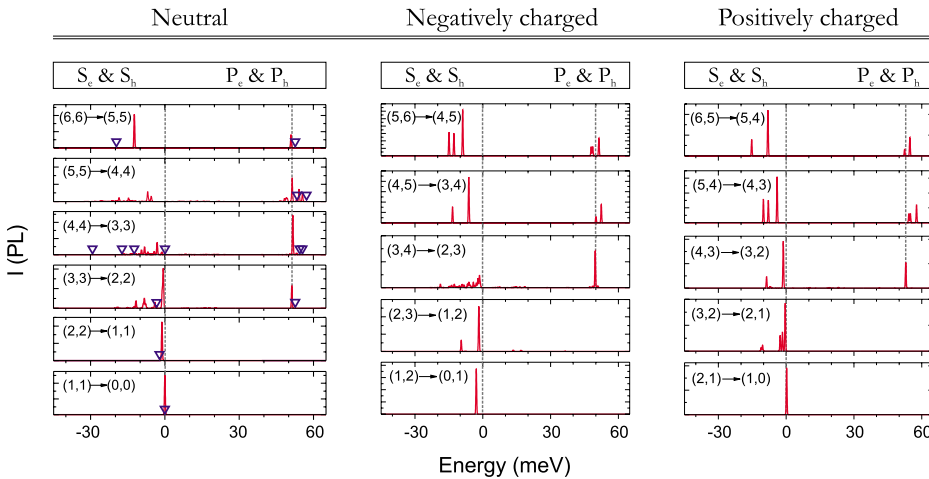 Neutral Negatively charged Positively charged
Sₑ & Sₕ Pₑ & Pₕ Sₑ & Sₕ Pₑ & Pₕ Sₑ & Sₕ Pₑ & Pₕ
(6,6)→(5,5) (5,6)→(4,5) (6,5)→(5,4)
(5,5)→(4,4) (4,5)→(3,4) (5,4)→(4,3)
(4,4)→(3,3) (3,4)→(2,3) (4,3)→(3,2)
(3,3)→(2,2) (2,3)→(1,2) (3,2)→(2,1)
(2,2)→(1,1) (1,2)→(0,1) (2,1)→(1,0)
(1,1)→(0,0)
I (PL)
-30 0 30 60 -30 0 30 60 -30 0 30 60
Energy (meV)